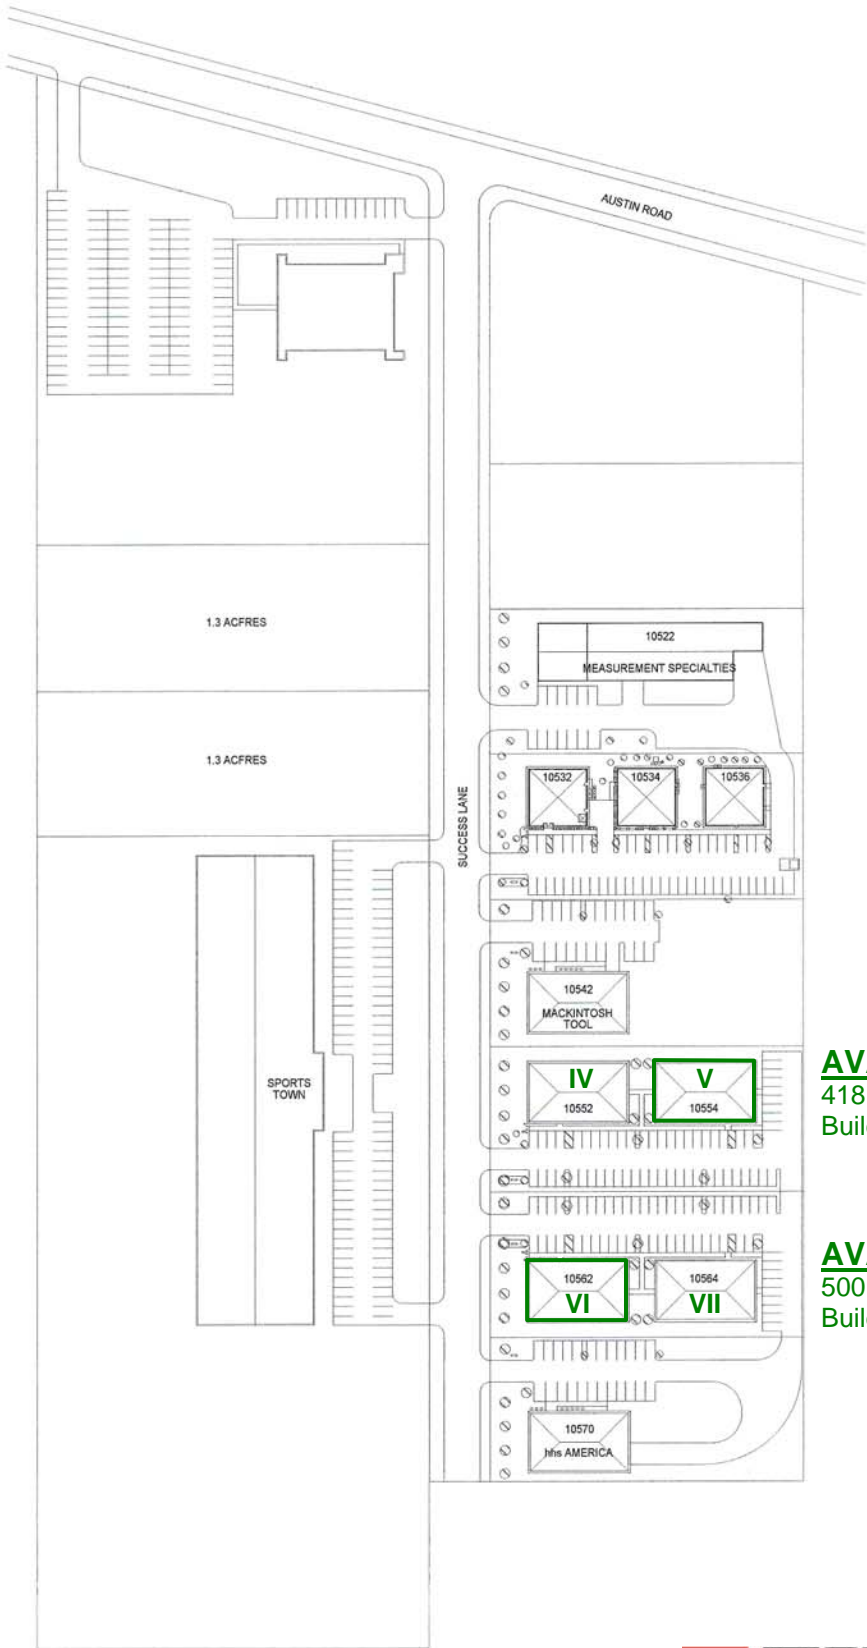 AUSTIN ROAD
1.3 ACFRES
10522
MEASUREMENT SPECIALTIES
1.3 ACFRES
10532
10534
10536
SUCCESS LANE
10542
MACKINTOSH
TOOL
SPORTS
TOWN
IV
10552
V
10554
AV
418
Buil
10562
VI
10564
VII
AV
500
Buil
10570
hhs AMERICA